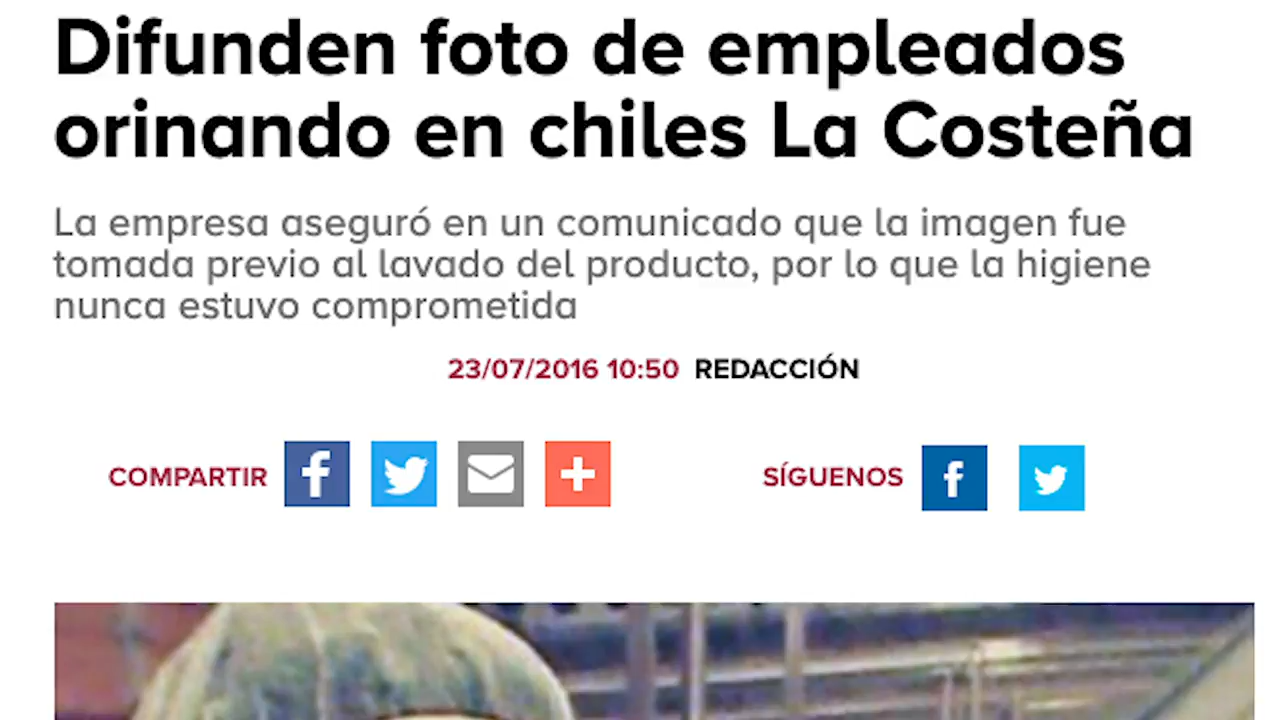 Difunden foto de empleados
orinando en chiles La Costeña
La empresa aseguró en un comunicado que la imagen fue
tomada previo al lavado del producto, por lo que la higiene
nunca estuvo comprometida
23/07/2016 10:50 REDACCIÓN
COMPARTIR SÍGUENOS